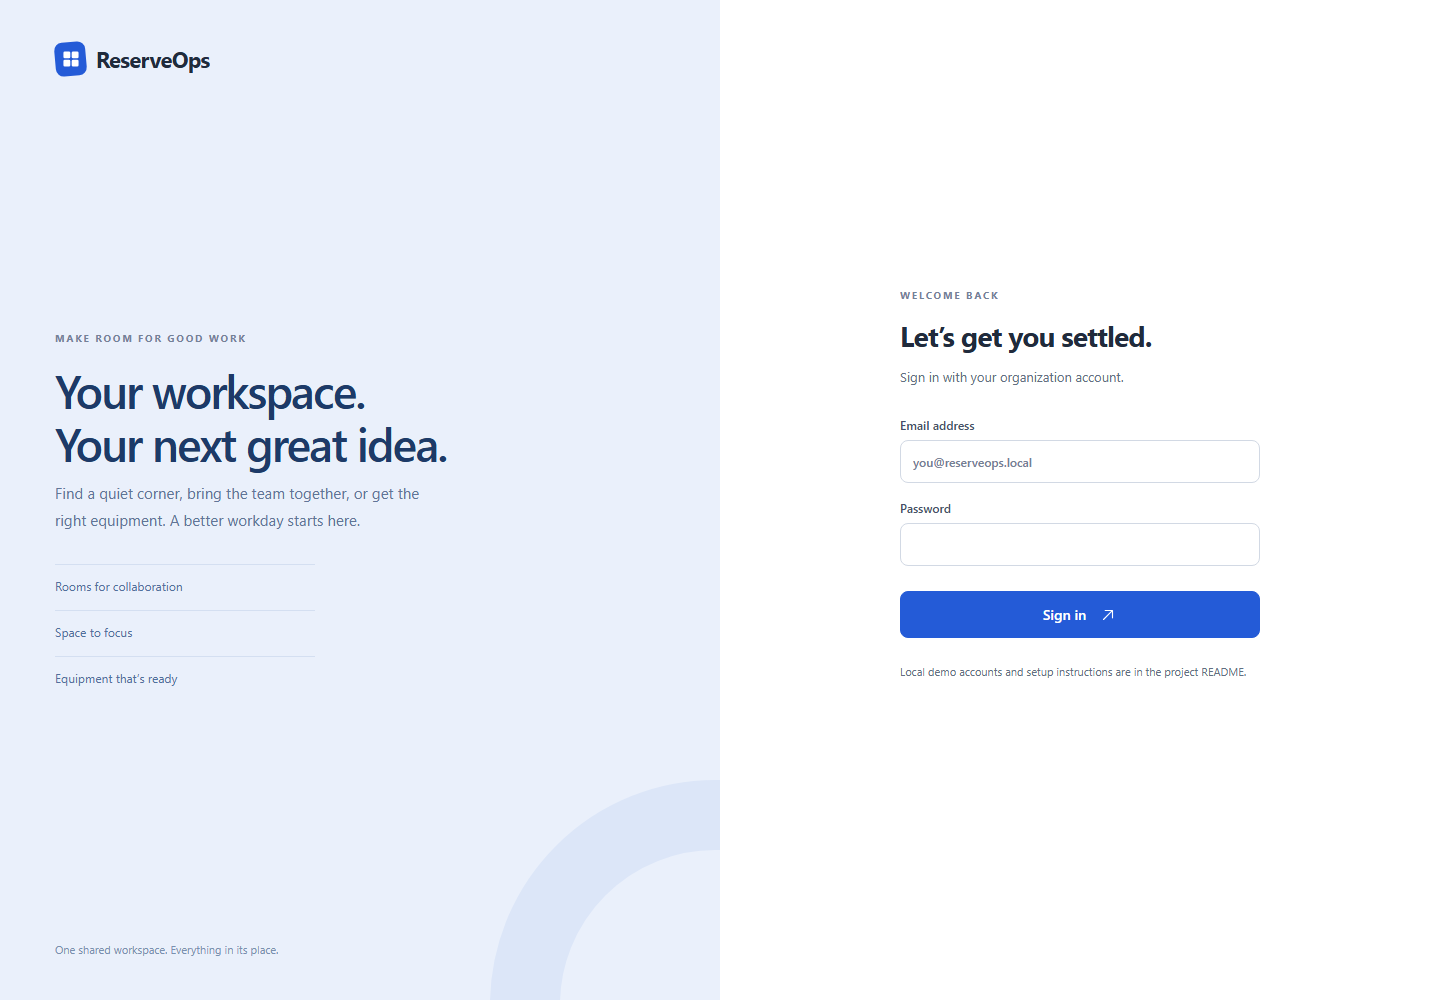 ReserveOps
MAKE ROOM FOR GOOD WORK
Your workspace.
Your next great idea.
Find a quiet corner, bring the team together, or get the
right equipment. A better workday starts here.
Rooms for collaboration
Space to focus
Equipment that’s ready
One shared workspace. Everything in its place.
WELCOME BACK
Let’s get you settled.
Sign in with your organization account.
Email address
you@reserveops.local
Password
Sign in
Local demo accounts and setup instructions are in the project README.